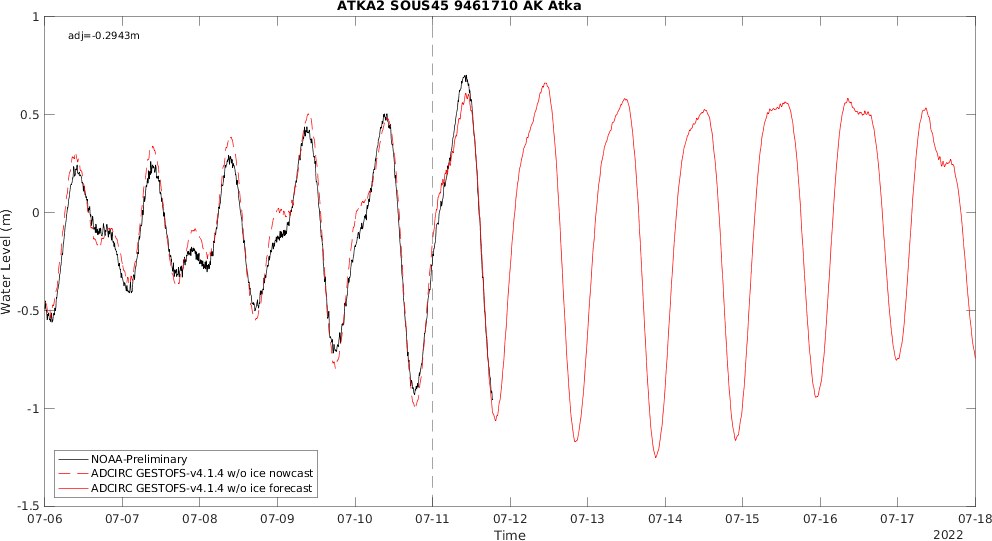 ATKA2 SOUS45 9461710 AK Atka
adj=-0.2943m
1
0.5
0
-0.5
-1
-1.5
Water Level (m)
NOAA-Preliminary
ADCIRC GESTOFS-v4.1.4 w/o ice nowcast
ADCIRC GESTOFS-v4.1.4 w/o ice forecast
07-06 07-07 07-08 07-09 07-10 07-11 07-12 07-13 07-14 07-15 07-16 07-17 07-18
Time
2022